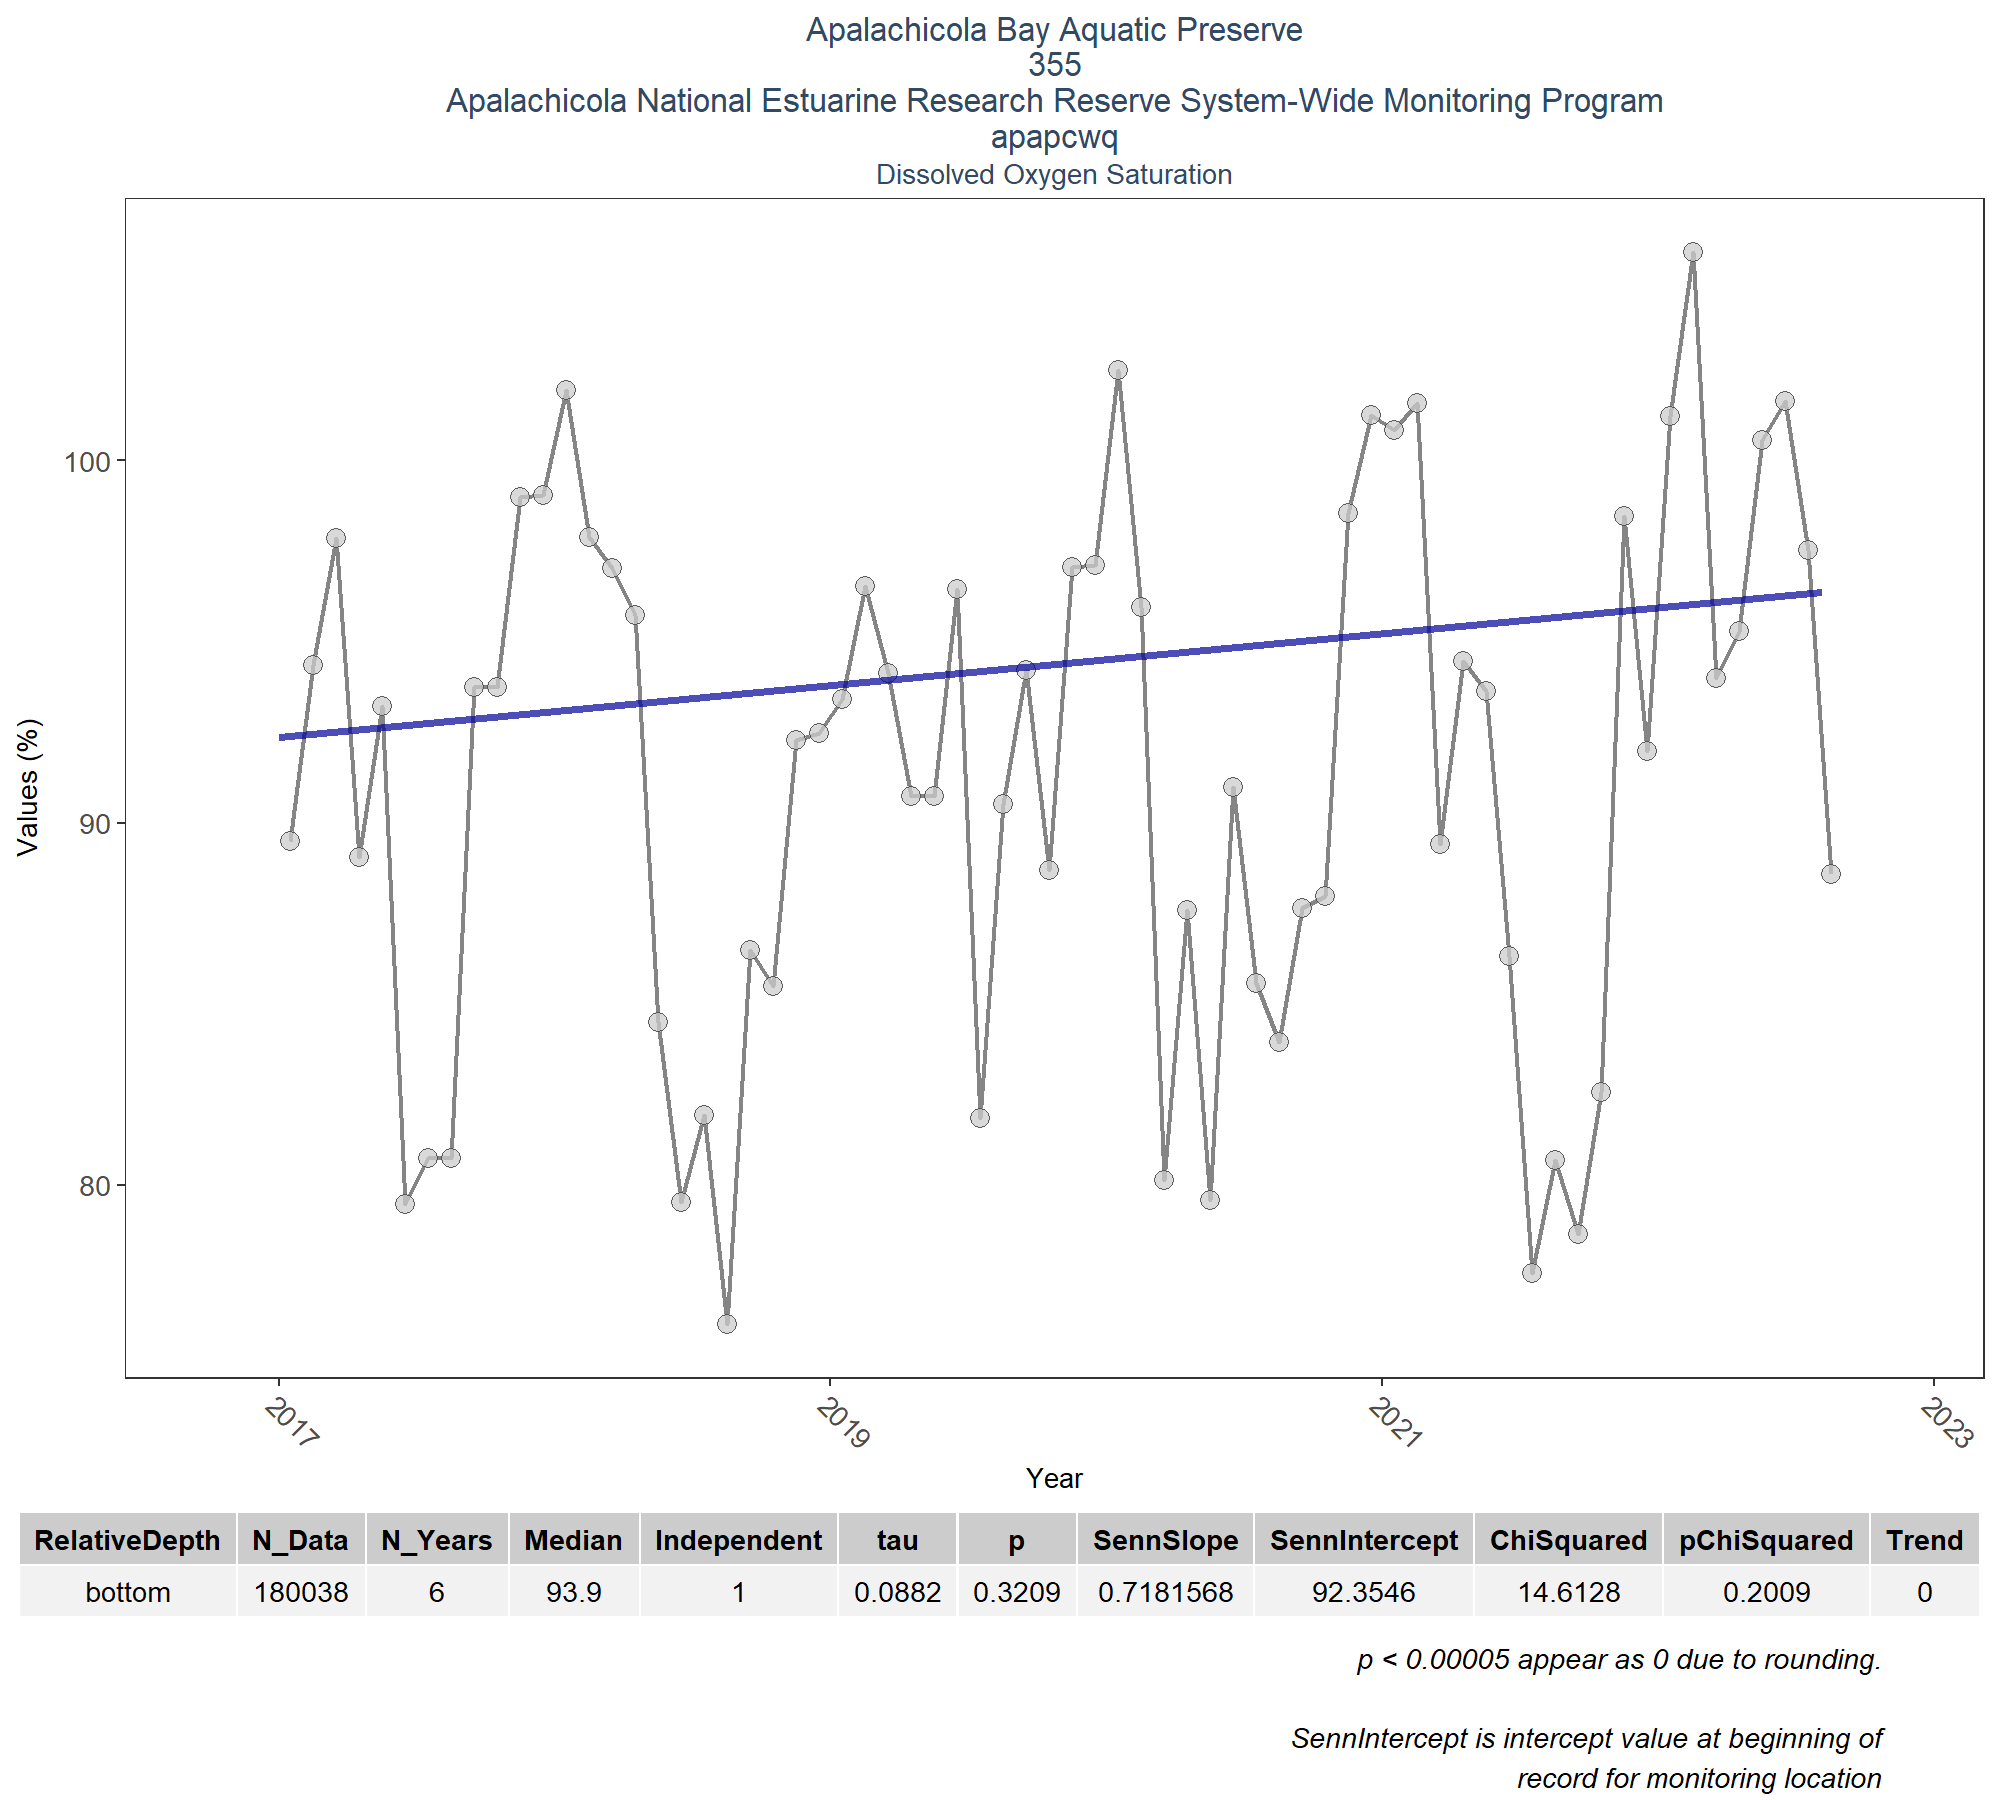 Apalachicola Bay Aquatic Preserve
355
Apalachicola National Estuarine Research Reserve System-Wide Monitoring Program
apapcwq
Dissolved Oxygen Saturation
Values (%)
100
90
80
2017 2019 2021 2023
Year
RelativeDepth N_Data N_Years Median Independent tau p SennSlope SennIntercept ChiSquared pChiSquared Trend
bottom 180038 6 93.9 1 0.0882 0.3209 0.7181568 92.3546 14.6128 0.2009 0
p < 0.00005 appear as 0 due to rounding.
SennIntercept is intercept value at beginning of
record for monitoring location